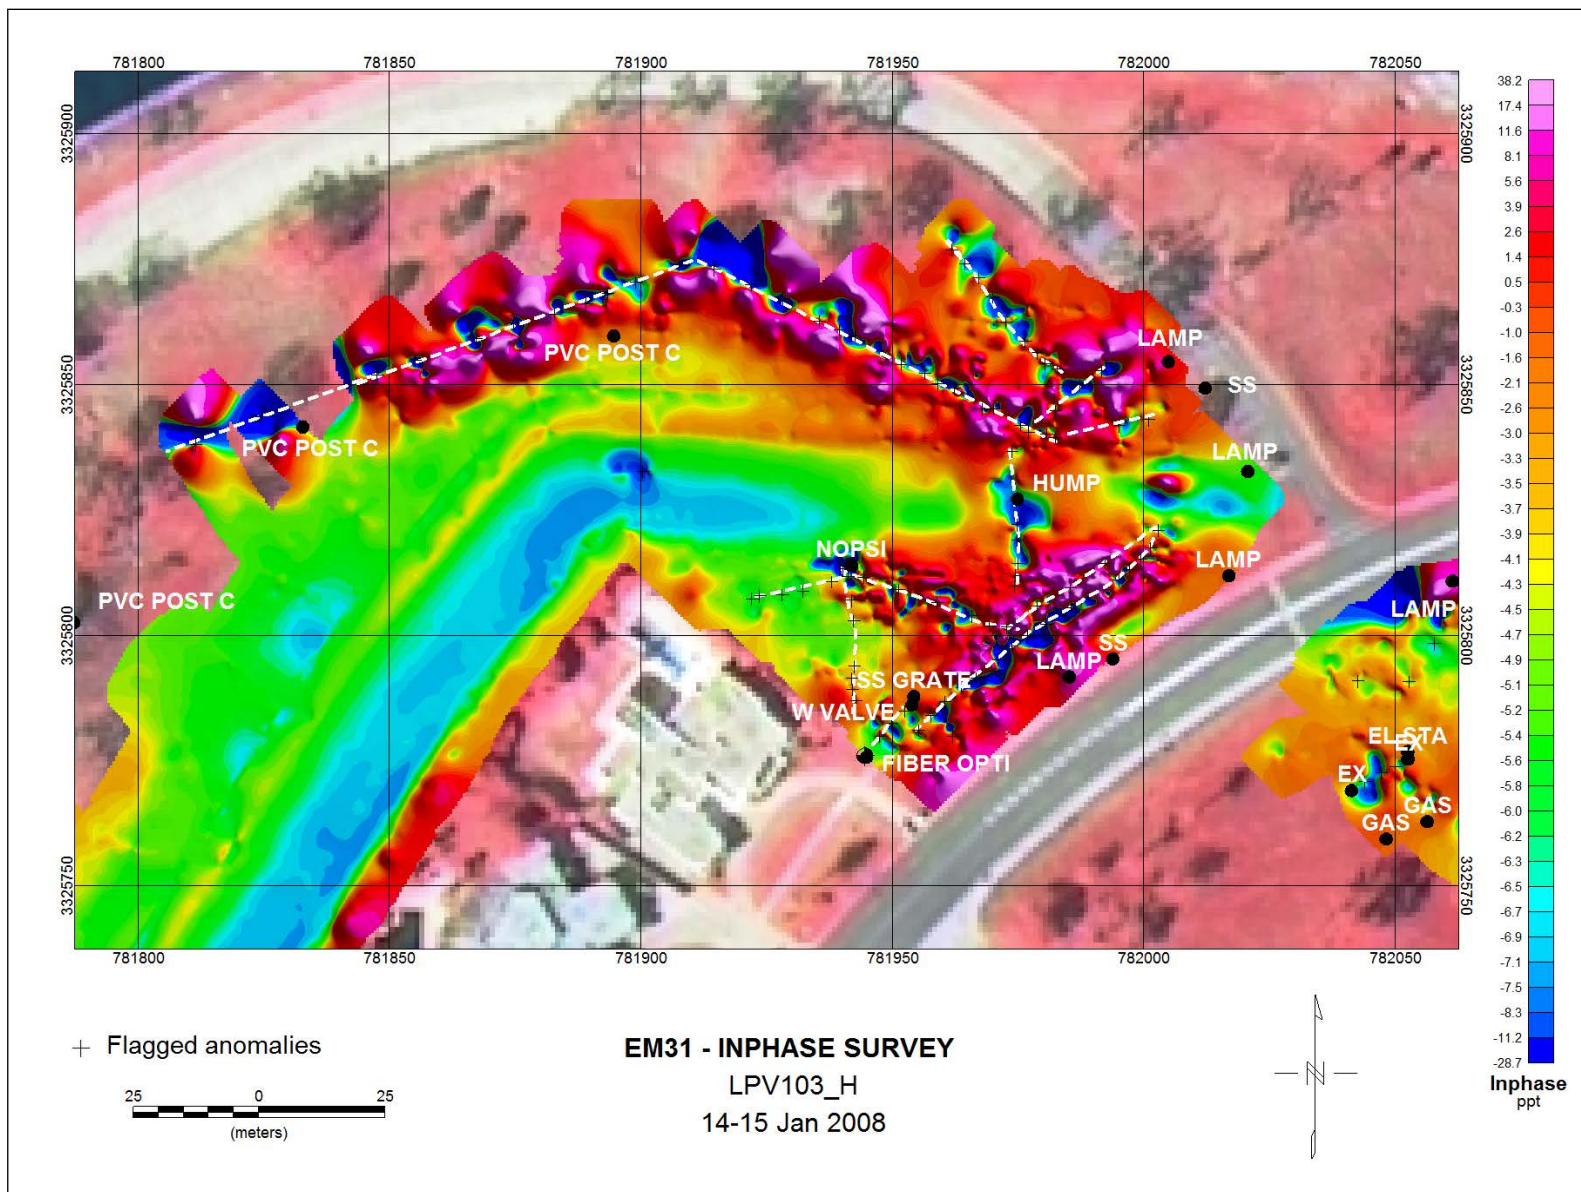 781800 781850 781900 781950 782000 782050
3325900 3325900
3325850 3325850
3325800 3325800
3325750 3325750
LAMP
PVC POST C
SS
PVC POST C
LAMP
HUMP
NOPSI
LAMP
PVC POST C
LAMP
SS
LAMP
SS GRATE
W VALVE
EL STA
EX
FIBER OPTI
EX
GAS
GAS
781800 781850 781900 781950 782000 782050
38.2
17.4
11.6
8.1
5.6
3.9
2.6
1.4
0.5
-0.3
-1.0
-1.6
-2.1
-2.6
-3.0
-3.3
-3.5
-3.7
-3.9
-4.1
-4.3
-4.5
-4.7
-4.9
-5.1
-5.2
-5.4
-5.6
-5.8
-6.0
-6.2
-6.3
-6.5
-6.7
-6.9
-7.1
-7.5
-8.3
-11.2
-28.7
Inphase
ppt
+ Flagged anomalies
25 0 25
(meters)
EM31 - INPHASE SURVEY
LPV103_H
14-15 Jan 2008
N